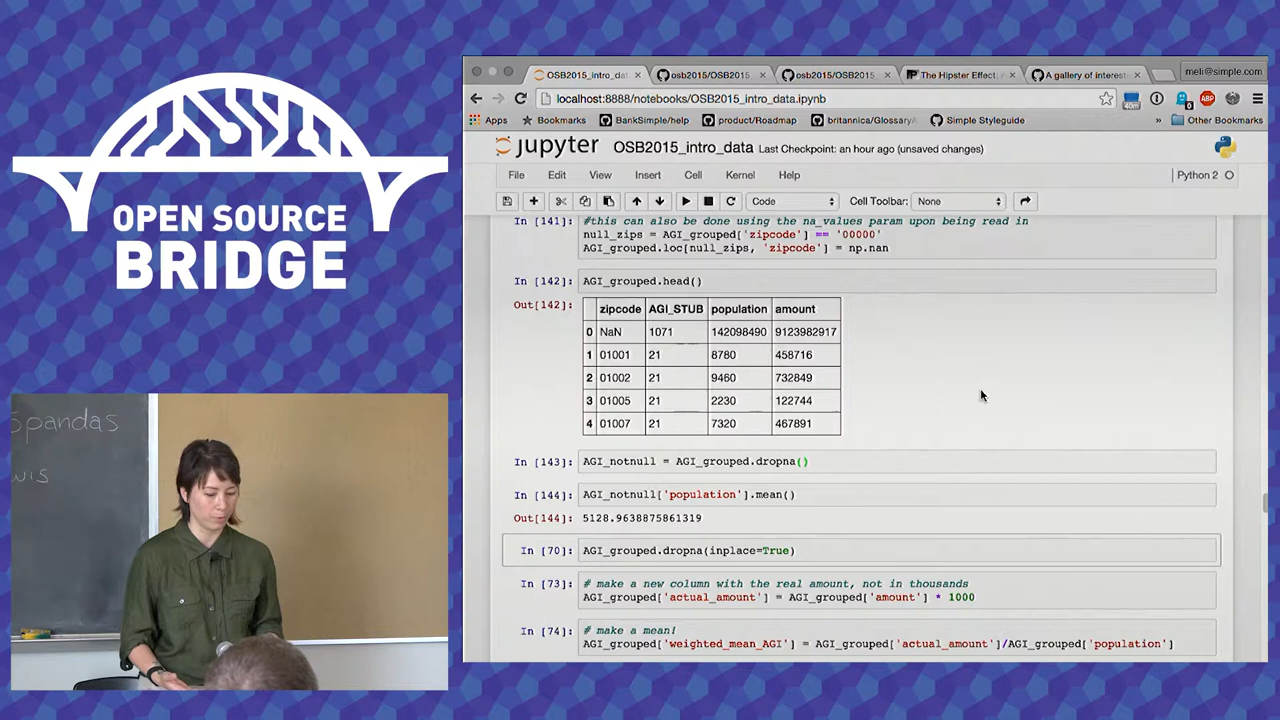 OPEN SOURCE
BRIDGE
spandas
OSB2015_intro_dat
osb2015/OSB2015
osb2015/OSB2015
The Hipster Effect: A
A gallery of interest
meli@simple.com
localhost:8888/notebooks/OSB2015_intro_data.ipynb
40m
ABP
Apps
Bookmarks
BankSimple/help
product/Roadmap
britannica/Glossary
Simple Styleguide
»
Other Bookmarks
jupyter OSB2015_intro_data Last Checkpoint: an hour ago (unsaved changes)
File Edit View Insert Cell Kernel Help
Python 2
Code
Cell Toolbar: None
In [141]: #this can also be done using the na_values param upon being read in
null_zips = AGI_grouped['zipcode'] == '00000'
AGI_grouped.loc[null_zips, 'zipcode'] = np.nan
In [142]: AGI_grouped.head()
Out[142]:
zipcode AGI_STUB population amount
0 NaN 1071 142098490 9123982917
1 01001 21 8780 458716
2 01002 21 9460 732849
3 01005 21 2230 122744
4 01007 21 7320 467891
In [143]: AGI_notnull = AGI_grouped.dropna()
In [144]: AGI_notnull['population'].mean()
Out[144]: 5128.9638875861319
In [70]: AGI_grouped.dropna(inplace=True)
In [73]: # make a new column with the real amount, not in thousands
AGI_grouped['actual_amount'] = AGI_grouped['amount'] * 1000
In [74]: # make a mean!
AGI_grouped['weighted_mean_AGI'] = AGI_grouped['actual_amount']/AGI_grouped['population']